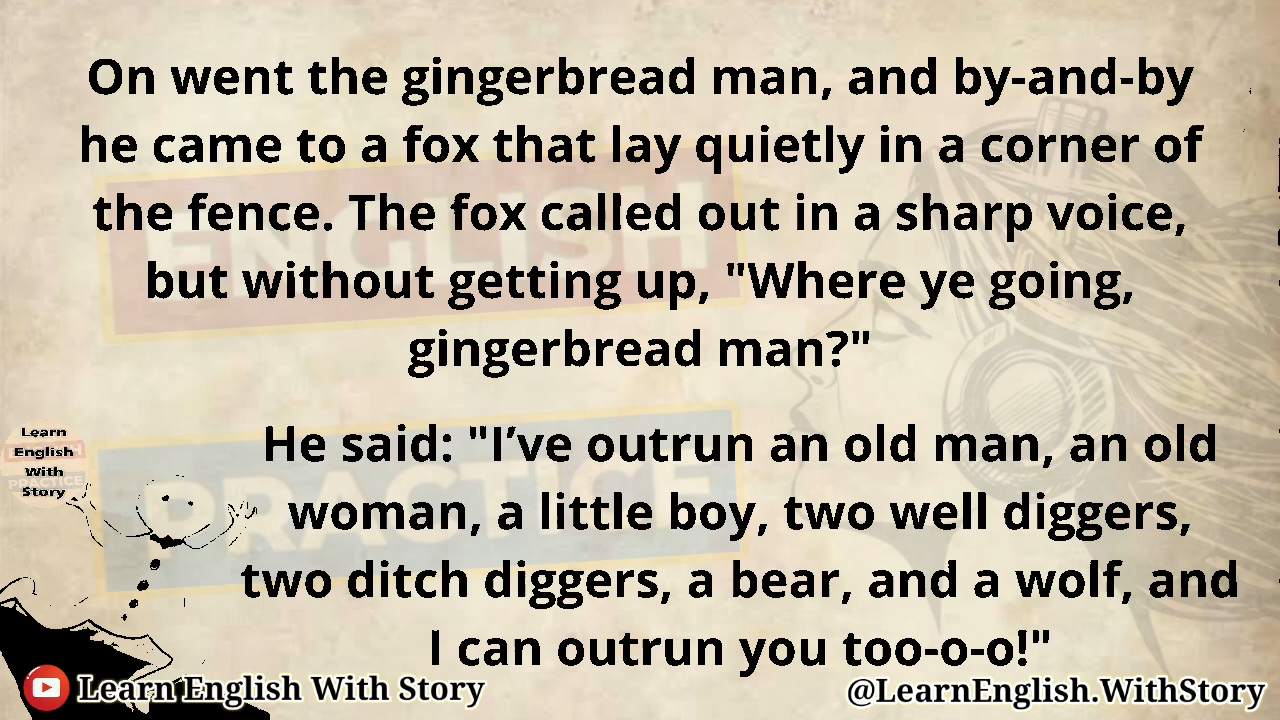 On went the gingerbread man, and by-and-by
he came to a fox that lay quietly in a corner of
the fence. The fox called out in a sharp voice,
but without getting up, "Where ye going,
gingerbread man?"
He said: "I’ve outrun an old man, an old
woman, a little boy, two well diggers,
two ditch diggers, a bear, and a wolf, and
I can outrun you too-o-o!"
ENGLISH
PRACTICE
Learn
English
With
Story
Learn English With Story
@LearnEnglish.WithStory